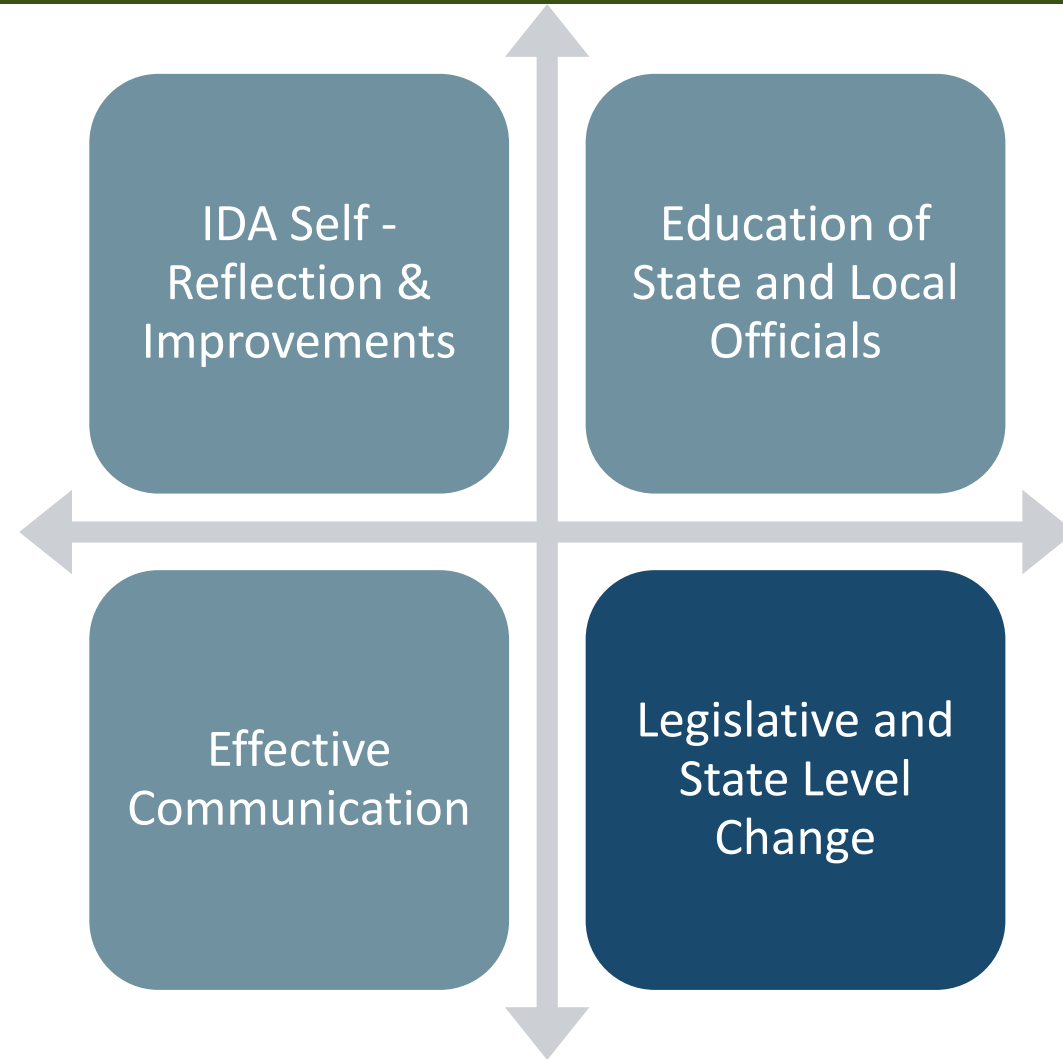 IDA Self -
Reflection &
Improvements
Education of
State and Local
Officials
Effective
Communication
Legislative and
State Level
Change